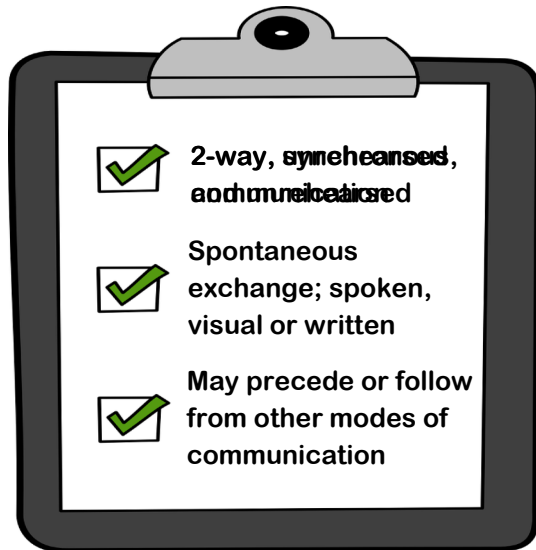 2-way,
Spontaneous
exchange; spoken,
visual or written
May precede or follow
from other modes of
communication